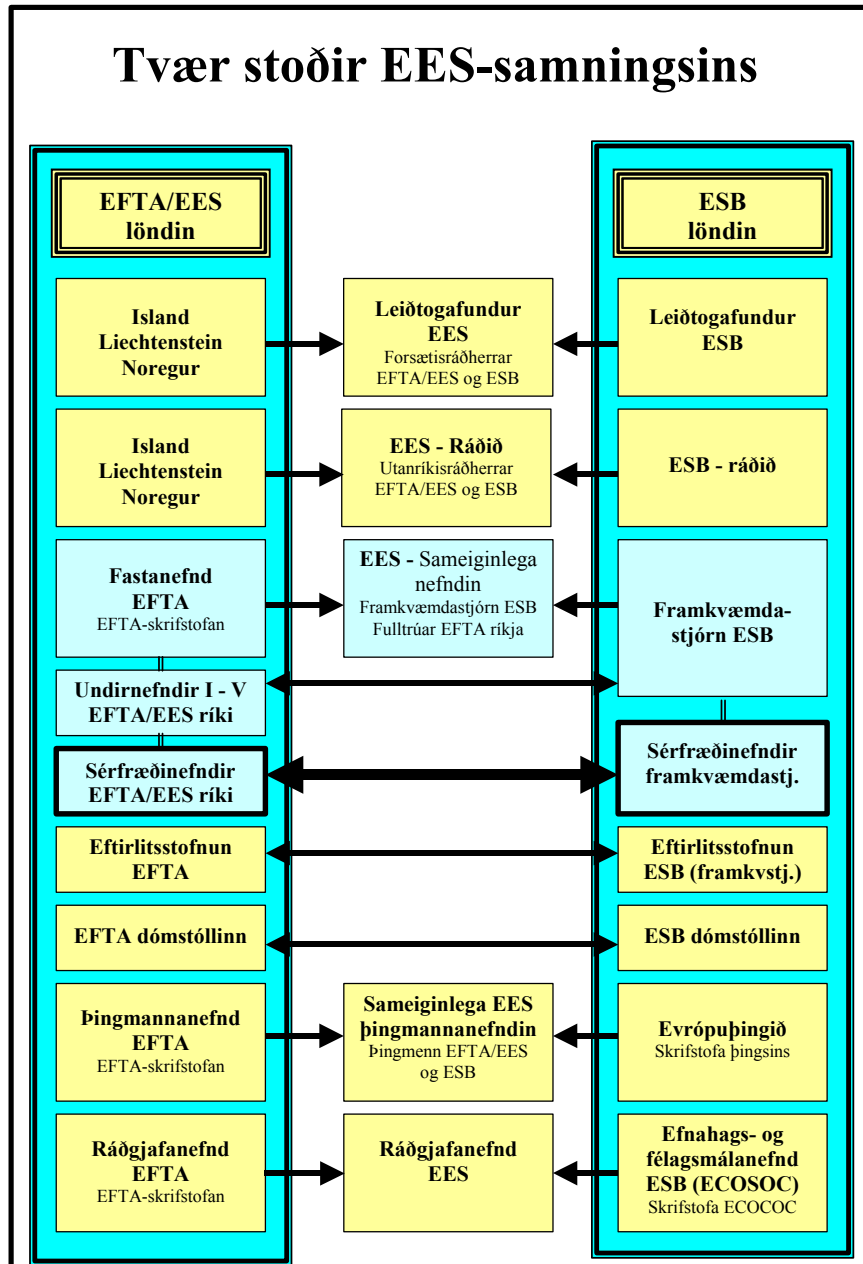 Tvær stoðir EES-samningsins
EFTA/EES
löndin
ESB
löndin
Island
Liechtenstein
Noregur
Leiðtogafundur
EES
Forsætisráðherrar
EFTA/EES og ESB
Leiðtogafundur
ESB
Island
Liechtenstein
Noregur
EES - Ráðið
Utanríkisráðherrar
EFTA/EES og ESB
ESB - ráðið
Fastanefnd
EFTA
EFTA-skrifstofan
EES - Sameiginlega
nefndin
Framkvæmdastjórn ESB
Fulltrúar EFTA ríkja
Framkvæmda-
stjórn ESB
Undirnefndir I - V
EFTA/EES ríki
Sérfræðinefndir
EFTA/EES ríki
Sérfræðinefndir
framkvæmdastj.
Eftirlitsstofnun
EFTA
Eftirlitsstofnun
ESB (framkvstj.)
EFTA dómstóllinn
ESB dómstóllinn
Þingmannanefnd
EFTA
EFTA-skrifstofan
Sameiginlega EES
þingmannanefndin
Þingmenn EFTA/EES
og ESB
Evrópuþingið
Skrifstofa þingsins
Ráðgjafanefnd
EFTA
EFTA-skrifstofan
Ráðgjafanefnd
EES
Efnahags- og
félagsmálanefnd
ESB (ECOSOC)
Skrifstofa ECOCOC